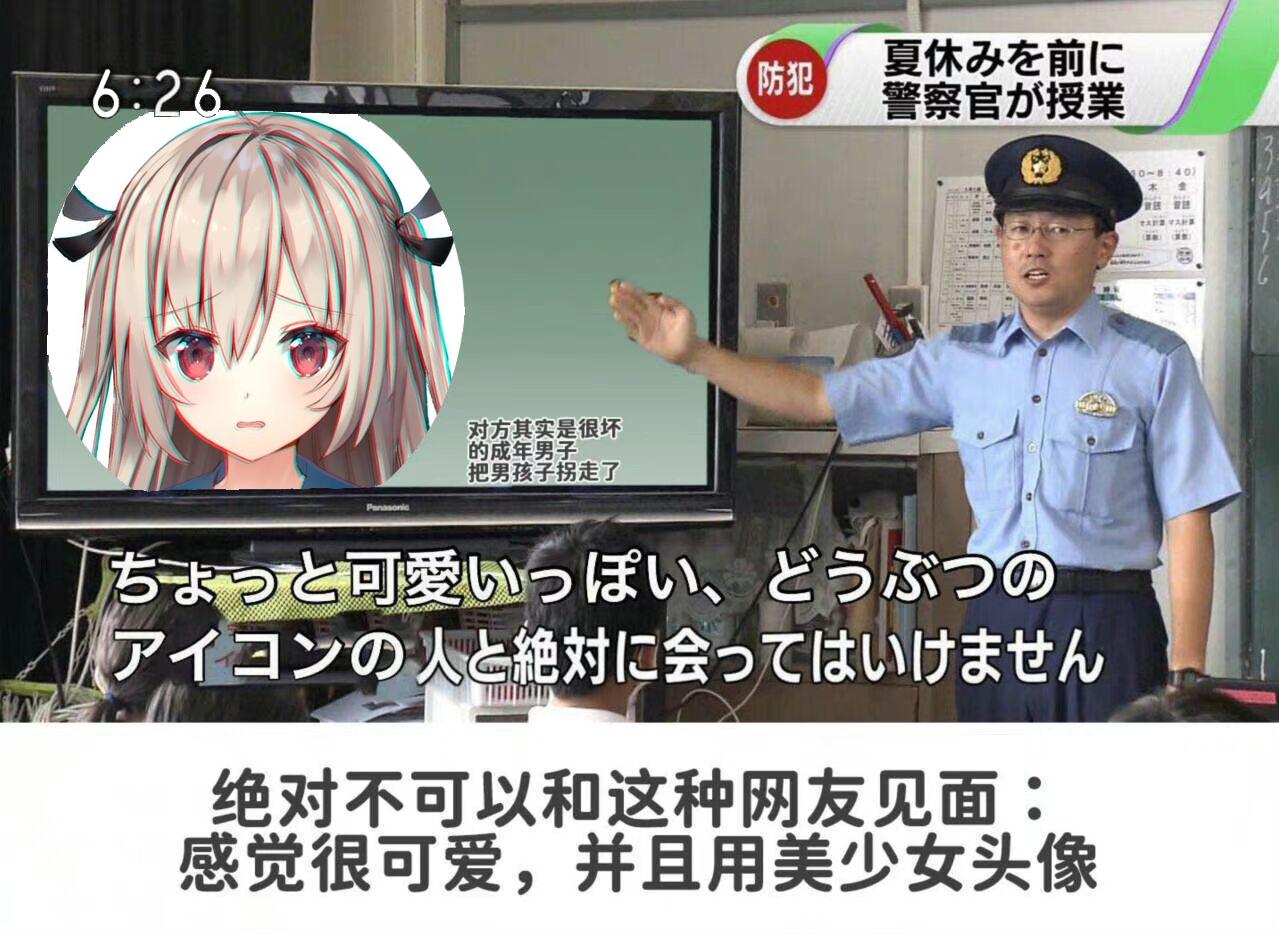 6:26
防犯
夏休みを前に
警察官が授業
木 金
对方其实是很坏
的成年男子
把男孩子拐走了
Panasonic
ちょっと可愛いっぽい、どうぶつの
アイコンの人と絶対に会ってはいけません
绝对不可以和这种网友见面：
感觉很可爱，并且用美少女头像